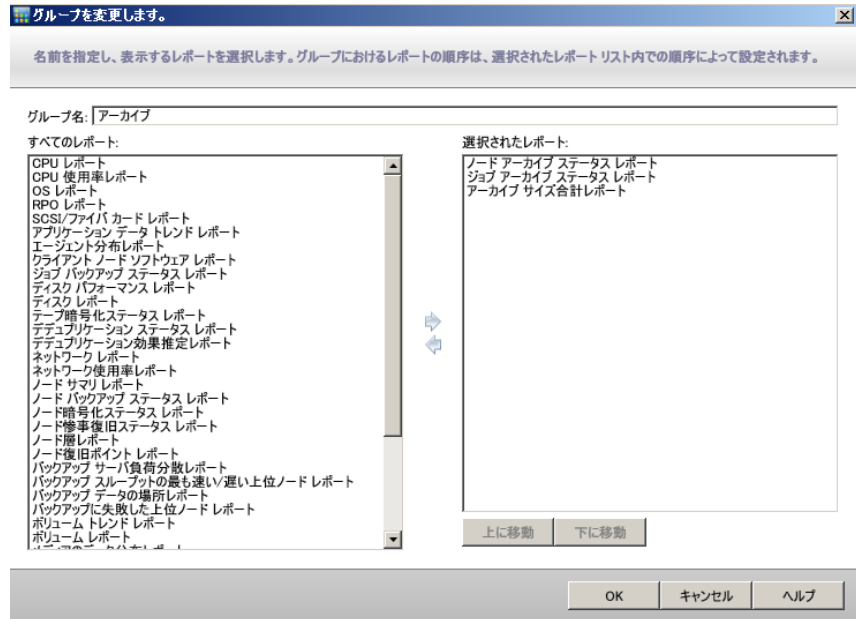 グループを変更します。
名前を指定し、表示するレポートを選択します。グループにおけるレポートの順序は、選択されたレポート リスト内での順序によって設定されます。
グループ名: アーカイブ
すべてのレポート:
CPU レポート
CPU 使用率レポート
OS レポート
RPO レポート
SCSI/ファイバ カード レポート
アプリケーション データ トレンド レポート
エージェント分布レポート
クライアント ノード ソフトウェア レポート
ジョブ バックアップ ステータス レポート
ディスク パフォーマンス レポート
ディスク レポート
テープ暗号化ステータス レポート
デデュプリケーション ステータス レポート
デデュプリケーション効果推定レポート
ネットワーク レポート
ネットワーク使用率レポート
ノード サマリ レポート
ノード バックアップ ステータス レポート
ノード暗号化ステータス レポート
ノード惨事復旧ステータス レポート
ノード層レポート
ノード復旧ポイント レポート
バックアップ サーバ負荷分散レポート
バックアップ スループットの最も速い/遅い上位ノード レポート
バックアップ データの場所レポート
バックアップに失敗した上位ノード レポート
ボリューム トレンド レポート
ボリューム レポート
選択されたレポート:
ノード アーカイブ ステータス レポート
ジョブ アーカイブ ステータス レポート
アーカイブ サイズ合計レポート
上に移動
下に移動
OK
キャンセル
ヘルプ